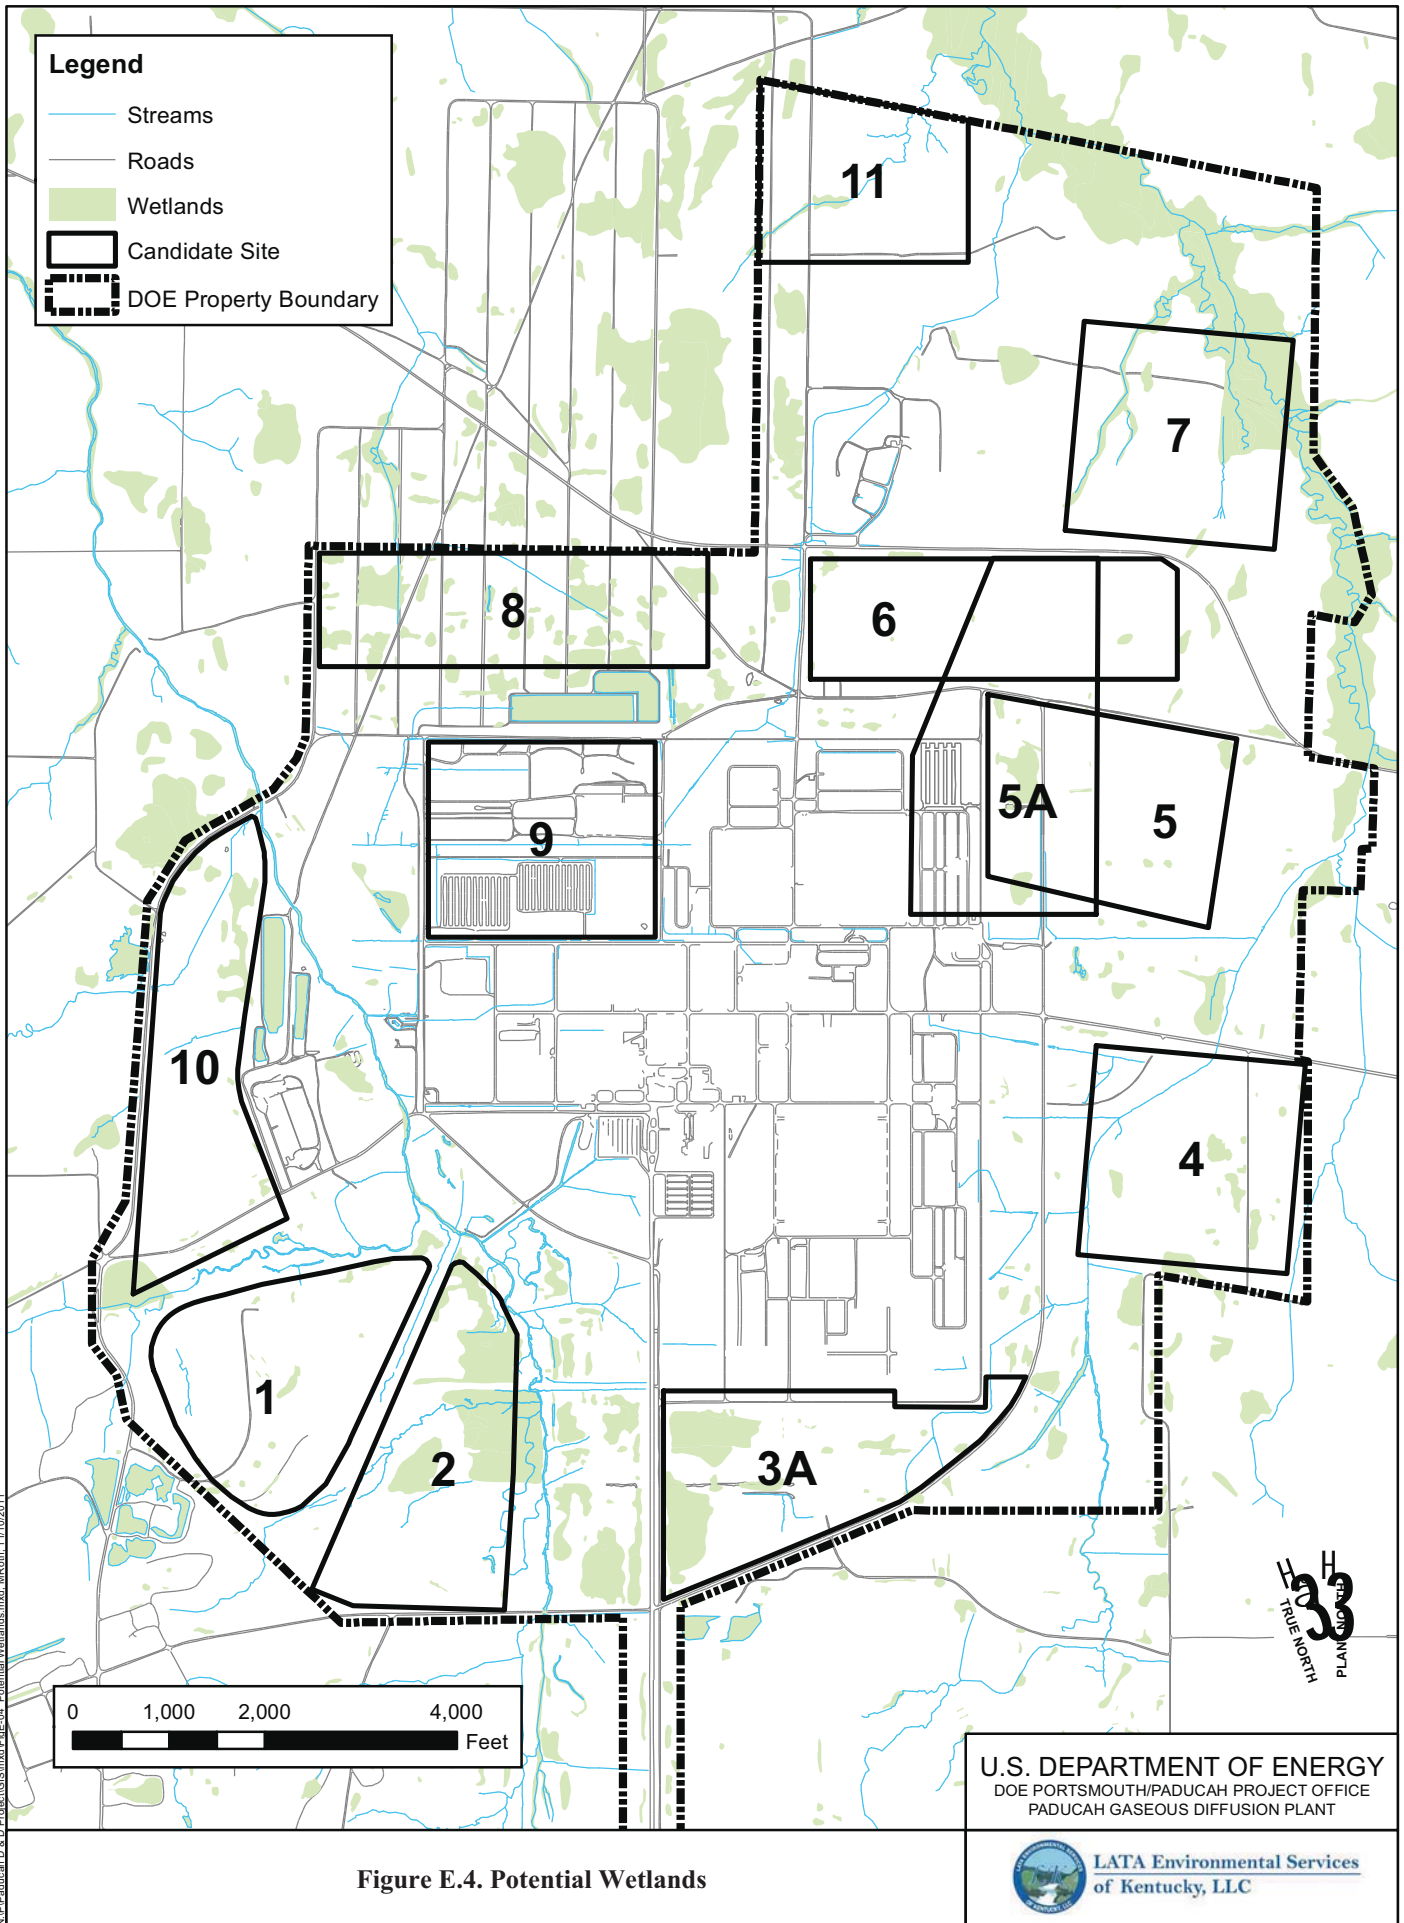 Legend
Streams
Roads
Wetlands
Candidate Site
DOE Property Boundary
11
7
8
6
5A
5
9
10
4
1
2
3A
TRUE NORTH
PLANT NORTH
0 1,000 2,000 4,000
Feet
U.S. DEPARTMENT OF ENERGY
DOE PORTSMOUTH/PADUCAH PROJECT OFFICE
PADUCAH GASEOUS DIFFUSION PLANT
Figure E.4. Potential Wetlands
LATA Environmental Services
of Kentucky, LLC